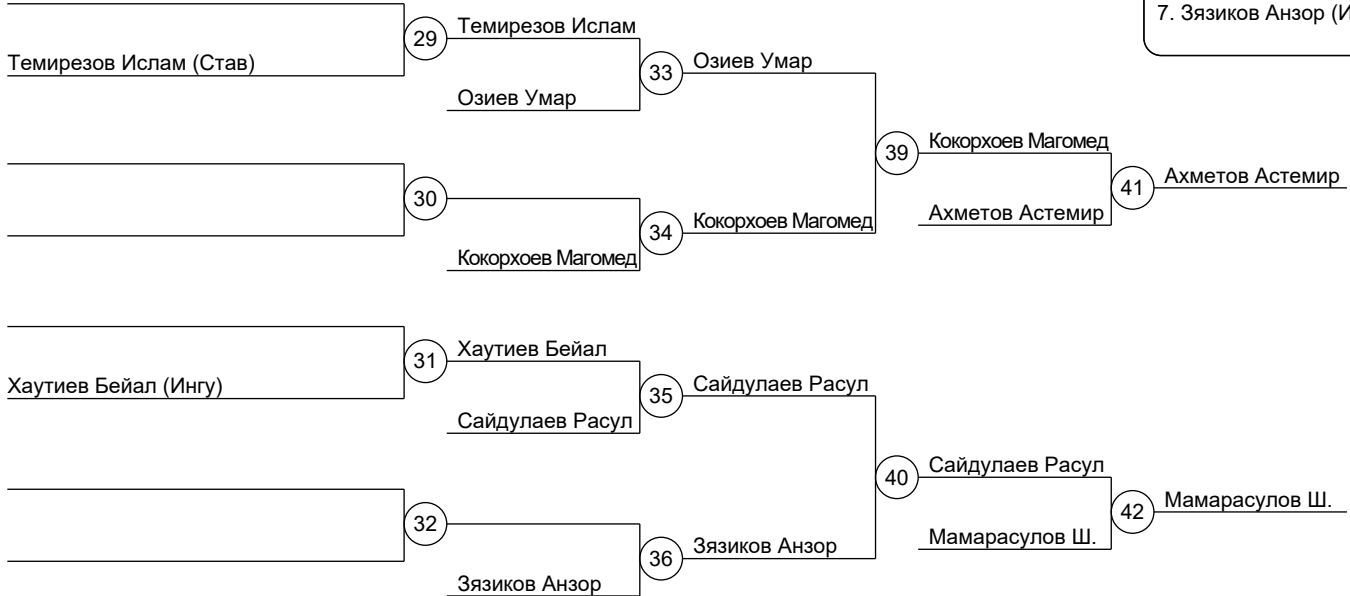 7. Зязиков Анзор (И
29 Темирезов Ислам
Темирезов Ислам (Став)
33 Озиев Умар
Озиев Умар
39 Кокорхоев Магомед
41 Ахметов Астемир
30
Ахметов Астемир
34 Кокорхоев Магомед
Кокорхоев Магомед
31 Хаутиев Бейал
Хаутиев Бейал (Ингу)
35 Сайдулаев Расул
Сайдулаев Расул
40 Сайдулаев Расул
42 Мамарасулов Ш.
32
Мамарасулов Ш.
36 Зязиков Анзор
Зязиков Анзор